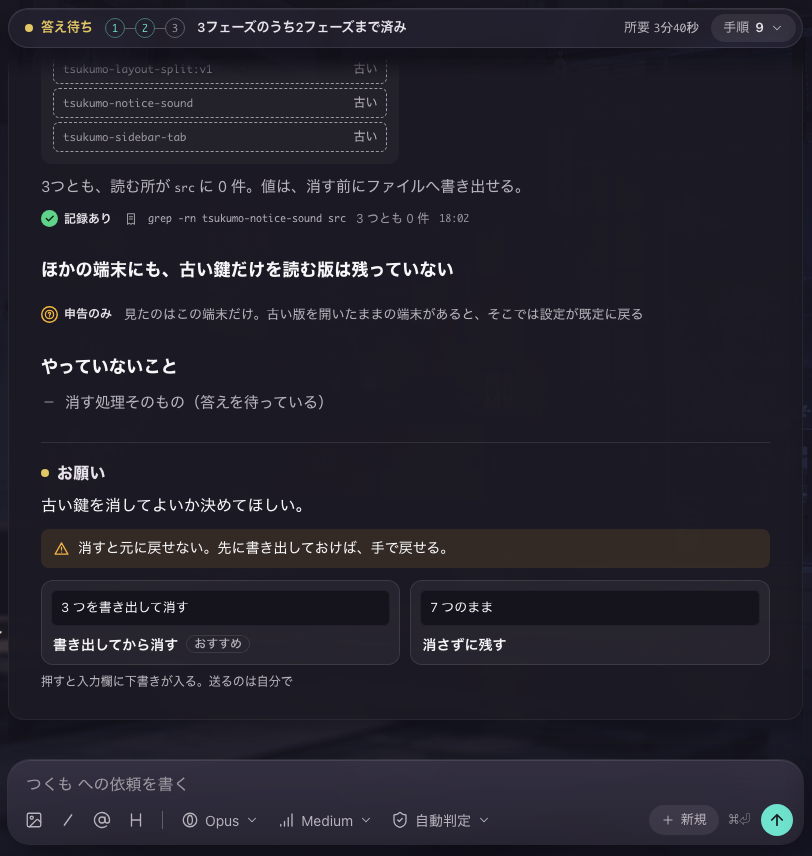 答え待ち 1 2 3 3フェーズのうち2フェーズまで済み 所要 3分40秒 手順 9
tsukumo-layout-split:v1 古い
tsukumo-notice-sound 古い
tsukumo-sidebar-tab 古い
3つとも、読む所が src に 0 件。値は、消す前にファイルへ書き出せる。
記録あり grep -rn tsukumo-notice-sound src 3 つとも 0 件 18:02
ほかの端末にも、古い鍵だけを読む版は残っていない
申告のみ 見たのはこの端末だけ。古い版を開いたままの端末があると、そこでは設定が既定に戻る
やっていないこと
– 消す処理そのもの（答えを待っている）
お願い
古い鍵を消してよいか決めてほしい。
消すと元に戻せない。先に書き出しておけば、手で戻せる。
3 つを書き出して消す
書き出してから消す おすすめ
7 つのまま
消さずに残す
押すと入力欄に下書きが入る。送るのは自分で
つくも への依頼を書く
/ @ H Opus Medium 自動判定 + 新規 ⌘⏎